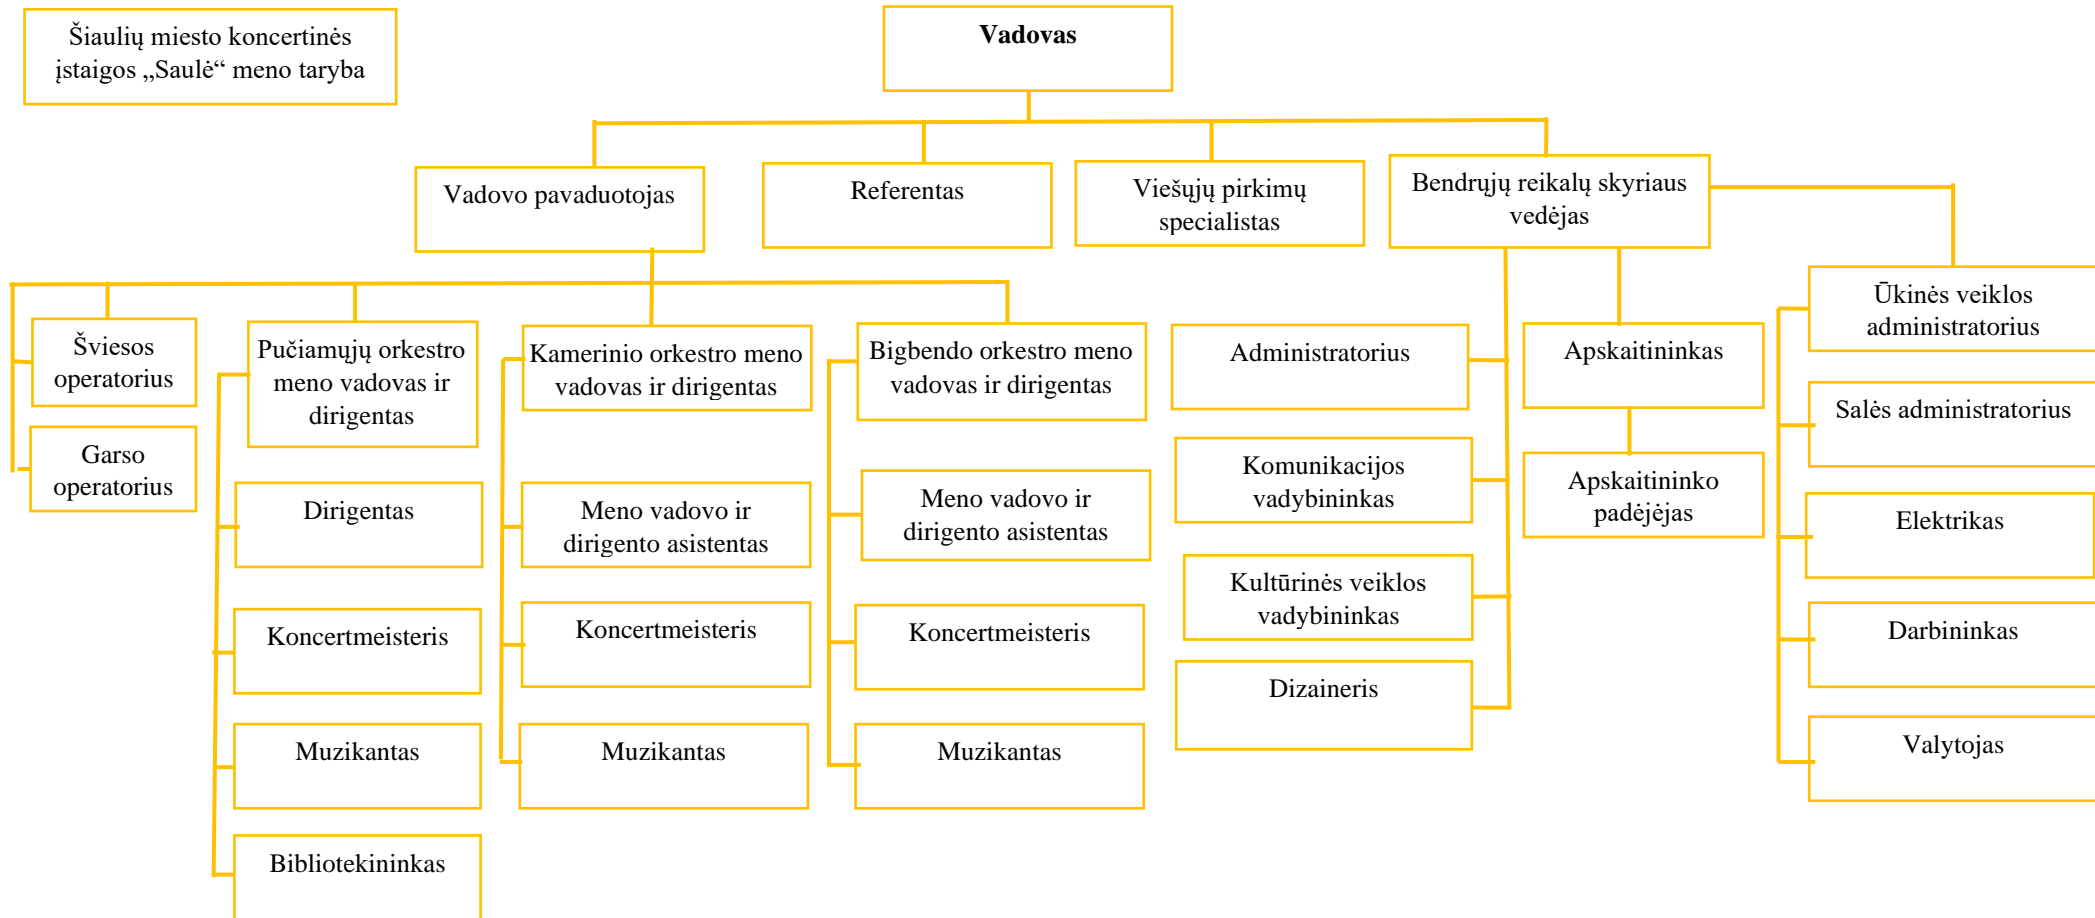 Šiaulių miesto koncertinės
įstaigos „Saulė“ meno taryba
Vadovas
Vadovo pavaduotojas
Referentas
Viešųjų pirkimų
specialistas
Bendrųjų reikalų skyriaus
vedėjas
Šviesos
operatorius
Garso
operatorius
Pučiamųjų orkestro
meno vadovas ir
dirigentas
Dirigentas
Koncertmeisteris
Muzikantas
Bibliotekininkas
Kamerinio orkestro meno
vadovas ir dirigentas
Meno vadovo ir
dirigento asistentas
Koncertmeisteris
Muzikantas
Bigbendo orkestro meno
vadovas ir dirigentas
Meno vadovo ir
dirigento asistentas
Koncertmeisteris
Muzikantas
Administratorius
Komunikacijos
vadybininkas
Kultūrinės veiklos
vadybininkas
Dizaineris
Apskaitininkas
Apskaitininko
padėjėjas
Ūkinės veiklos
administratorius
Salės administratorius
Elektrikas
Darbininkas
Valytojas